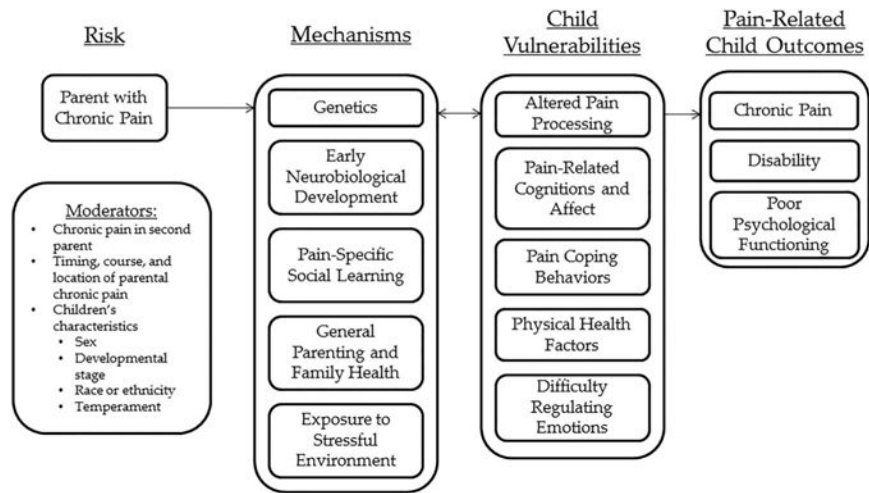 Risk
Parent with
Chronic Pain
Moderators:
• Chronic pain in second
parent
• Timing, course, and
location of parental
chronic pain
• Children's
characteristics
• Sex
• Developmental
stage
• Race or ethnicity
• Temperament
Mechanisms
Genetics
Early
Neurobiological
Development
Pain-Specific
Social Learning
General
Parenting and
Family Health
Exposure to
Stressful
Environment
Child
Vulnerabilities
Altered Pain
Processing
Pain-Related
Cognitions and
Affect
Pain Coping
Behaviors
Physical Health
Factors
Difficulty
Regulating
Emotions
Pain-Related
Child Outcomes
Chronic Pain
Disability
Poor
Psychological
Functioning